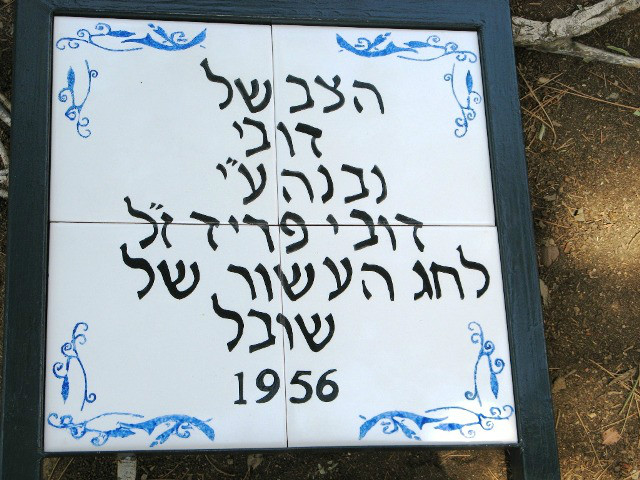 הצב של
דובי
נבנה ע"י
דובי פריד ז"ל
לחג העשור של
שובל
1956